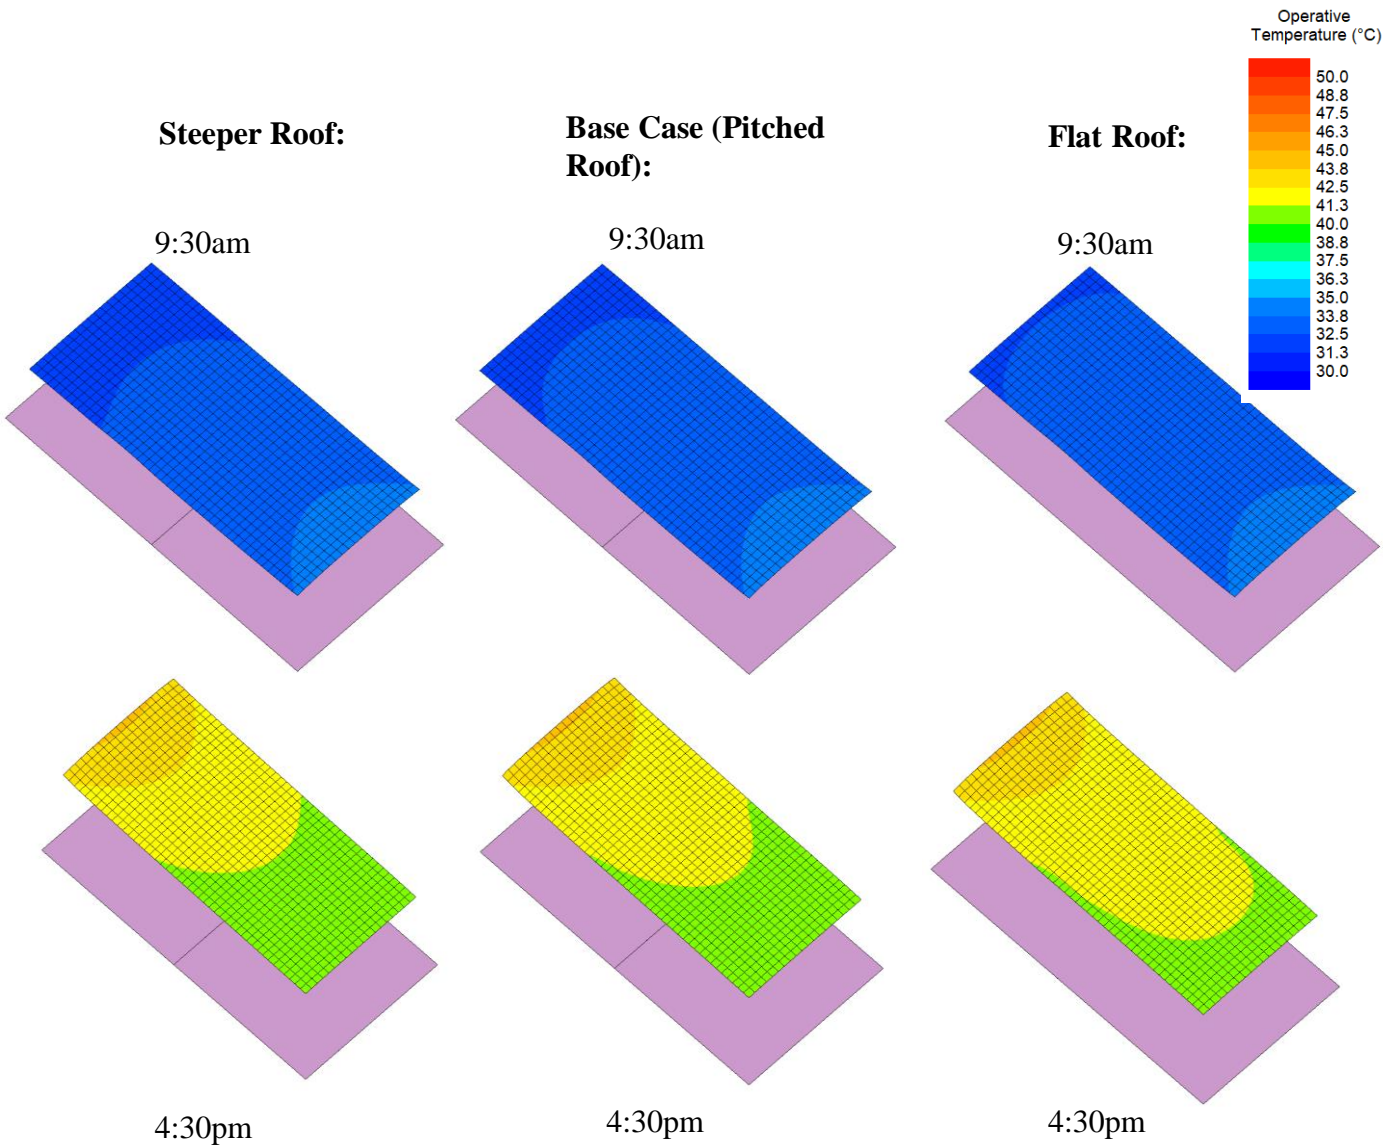 Operative
Temperature (°C)
50.0
48.8
47.5
46.3
45.0
43.8
42.5
41.3
40.0
38.8
37.5
36.3
35.0
33.8
32.5
31.3
30.0
Steeper Roof:
Base Case (Pitched
Roof):
Flat Roof:
9:30am
9:30am
9:30am
4:30pm
4:30pm
4:30pm